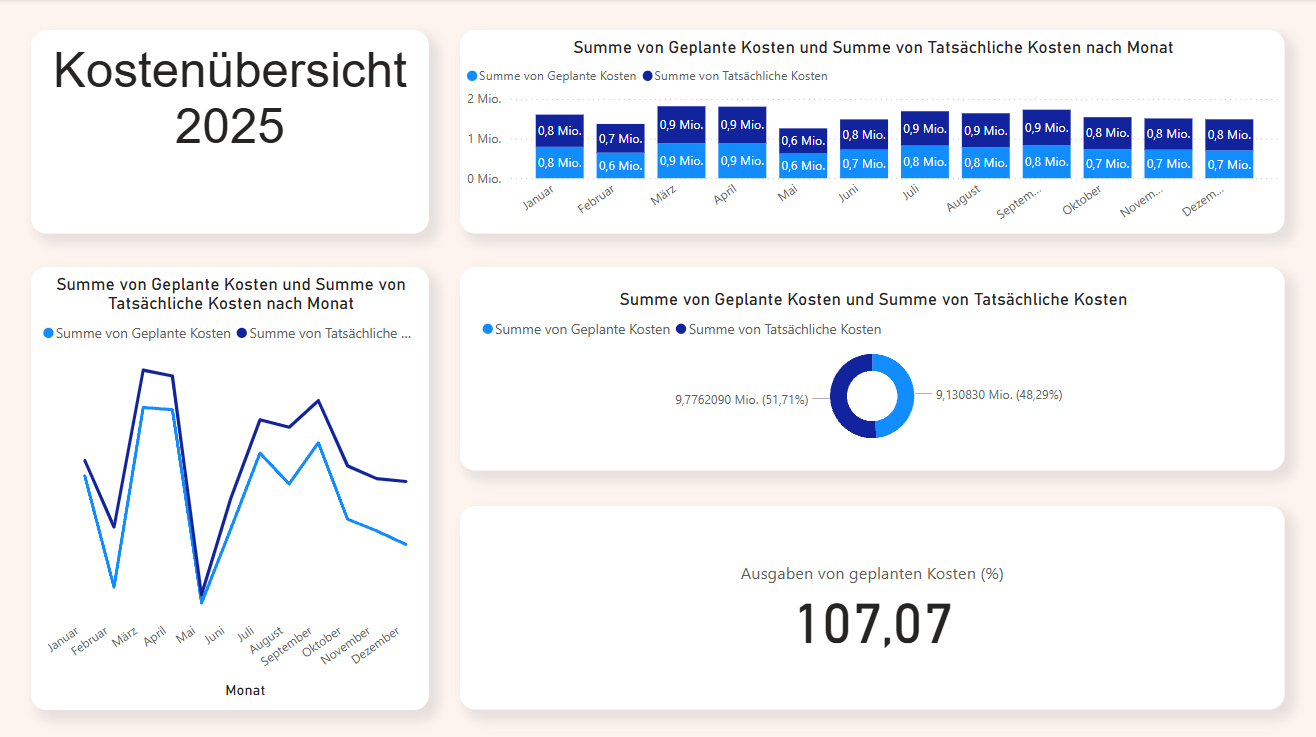 Kostenübersicht
2025
Summe von Geplante Kosten und Summe von Tatsächliche Kosten nach Monat
Summe von Geplante Kosten Summe von Tatsächliche Kosten
2 Mio.
1 Mio.
0 Mio.
0,8 Mio. 0,7 Mio. 0,9 Mio. 0,9 Mio. 0,6 Mio. 0,8 Mio. 0,9 Mio. 0,9 Mio. 0,9 Mio. 0,8 Mio. 0,8 Mio. 0,8 Mio.
0,8 Mio. 0,6 Mio. 0,9 Mio. 0,9 Mio. 0,6 Mio. 0,7 Mio. 0,8 Mio. 0,8 Mio. 0,8 Mio. 0,7 Mio. 0,7 Mio. 0,7 Mio.
Januar Februar März April Mai Juni Juli August Septem... Oktober Novem... Dezem...
Summe von Geplante Kosten und Summe von
Tatsächliche Kosten nach Monat
Summe von Geplante Kosten Summe von Tatsächliche ...
Januar Februar März April Mai Juni Juli August September Oktober November Dezember
Monat
Summe von Geplante Kosten und Summe von Tatsächliche Kosten
Summe von Geplante Kosten Summe von Tatsächliche Kosten
9,7762090 Mio. (51,71%)
9,130830 Mio. (48,29%)
Ausgaben von geplanten Kosten (%)
107,07